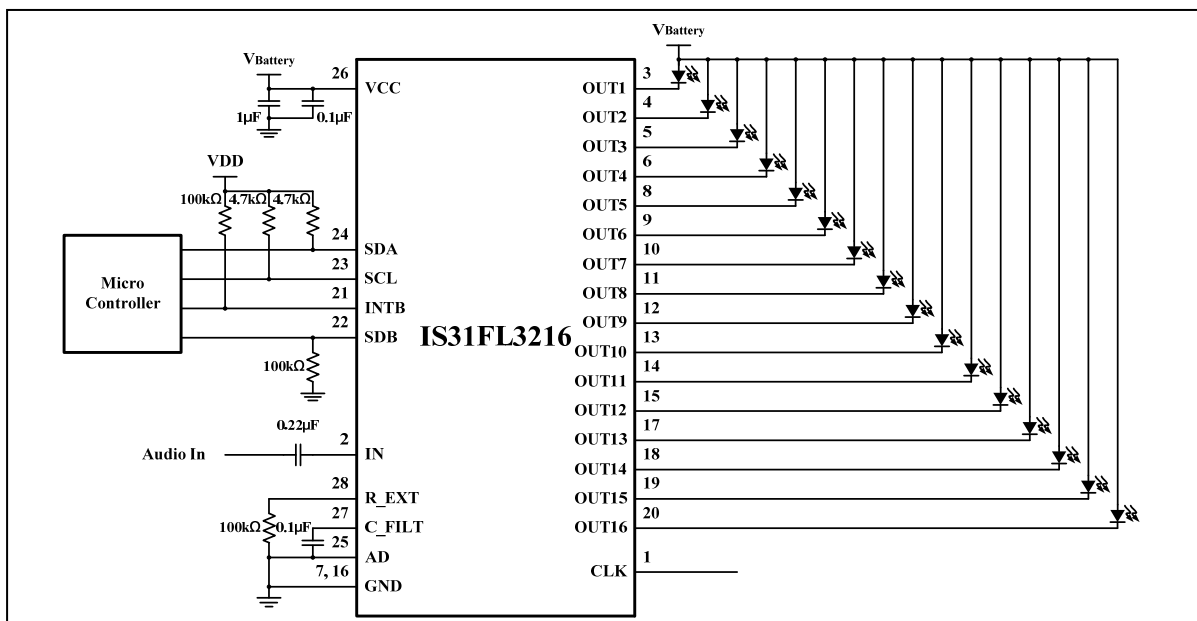 VBattery
26
VCC
1μF
0.1μF
VDD
100kΩ
4.7kΩ
4.7kΩ
Micro
Controller
24
SDA
23
SCL
21
INTB
22
SDB
100kΩ
0.22μF
Audio In
2
IN
28
R_EXT
27
C_FILT
100kΩ
0.1μF
25
AD
7, 16
GND
IS31FL3216
VBattery
3
OUT1
4
OUT2
5
OUT3
6
OUT4
8
OUT5
9
OUT6
10
OUT7
11
OUT8
12
OUT9
13
OUT10
14
OUT11
15
OUT12
17
OUT13
18
OUT14
19
OUT15
20
OUT16
1
CLK